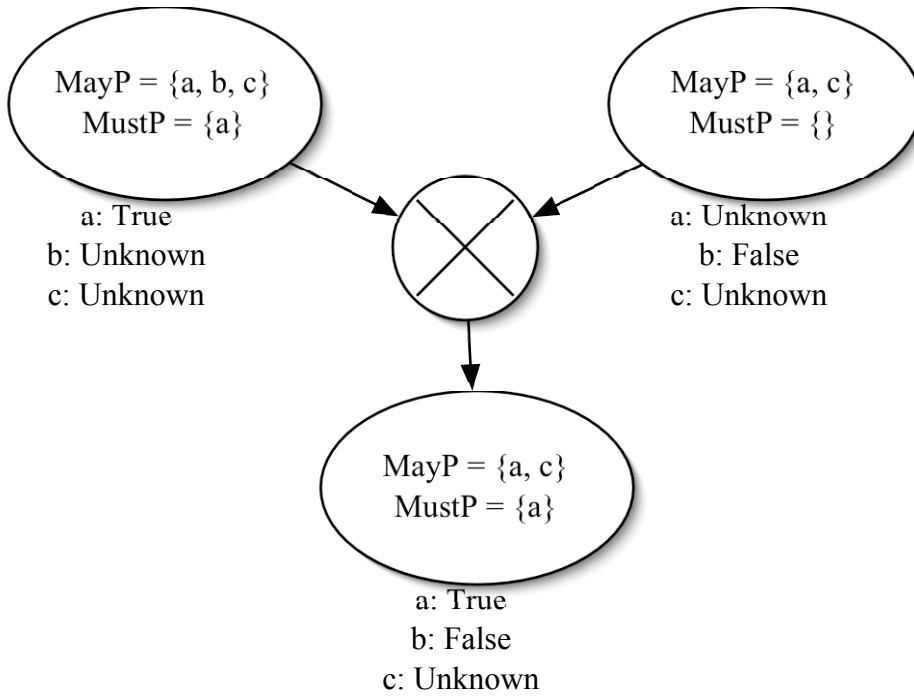 MayP = {a, b, c}
MustP = {a}
a: True
b: Unknown
c: Unknown
MayP = {a, c}
MustP = {}
a: Unknown
b: False
c: Unknown
MayP = {a, c}
MustP = {a}
a: True
b: False
c: Unknown